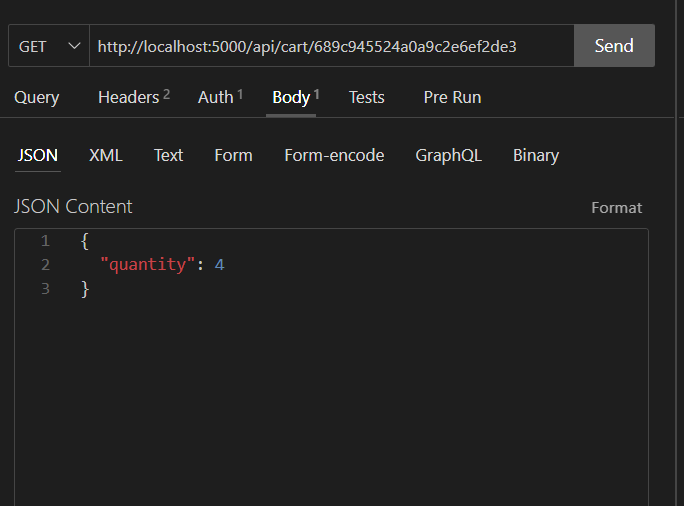 GET http://localhost:5000/api/cart/689c945524a0a9c2e6ef2de3 Send
Query Headers 2 Auth 1 Body 1 Tests Pre Run
JSON XML Text Form Form-encode GraphQL Binary
JSON Content Format
1 {
2 "quantity": 4
3 }